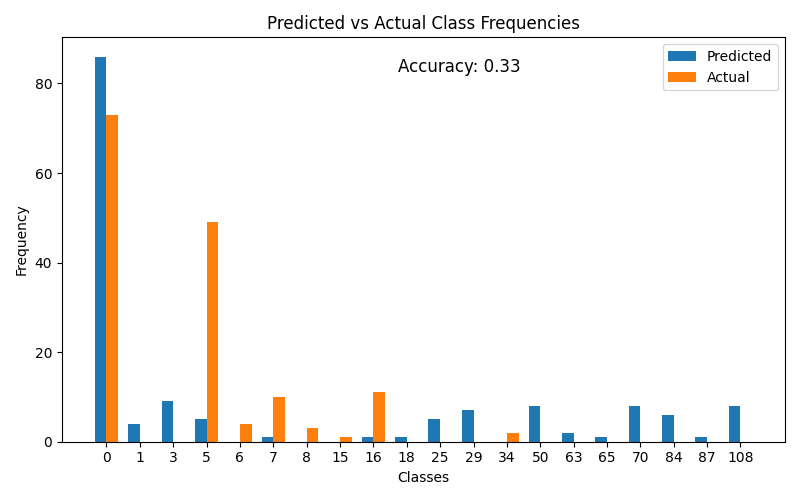 Predicted vs Actual Class Frequencies
Accuracy: 0.33
Predicted
Actual
80
60
40
20
0
Frequency
0 1 3 5 6 7 8 15 16 18 25 29 34 50 63 65 70 84 87 108
Classes